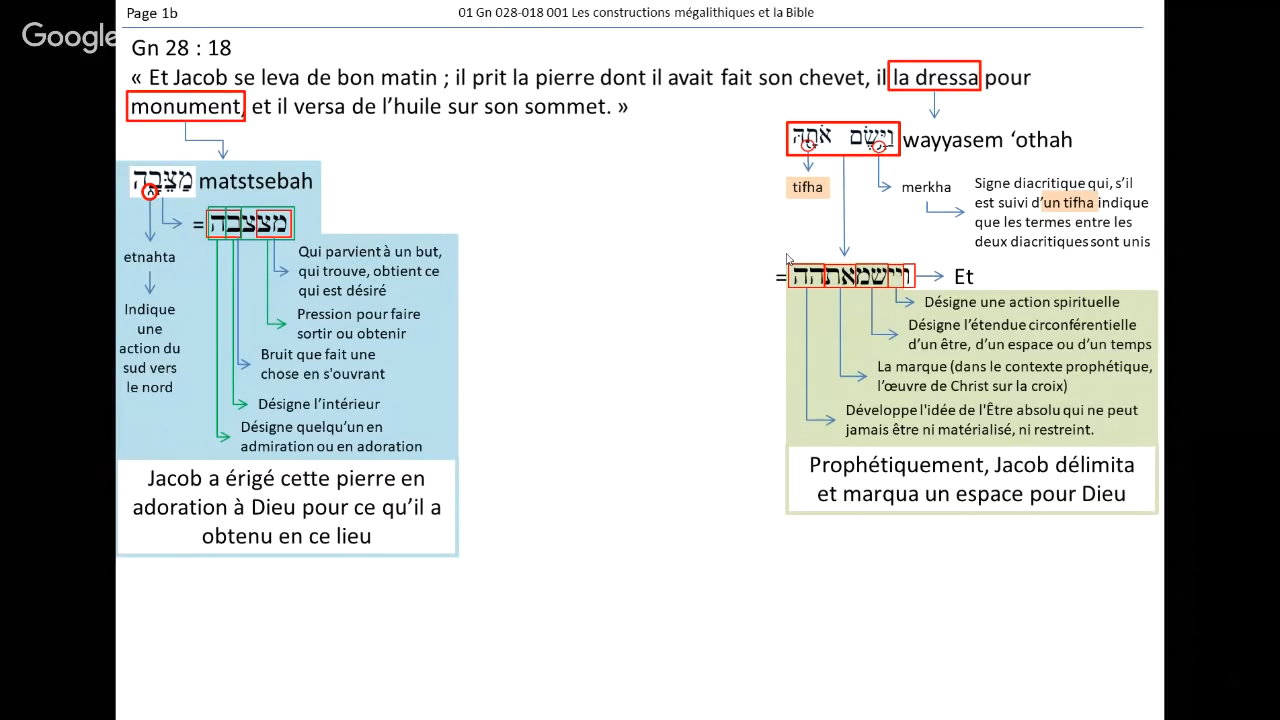 Google
Page 1b
01 Gn 028-018 001 Les constructions mégalithiques et la Bible
Gn 28 : 18
« Et Jacob se leva de bon matin ; il prit la pierre dont il avait fait son chevet, il la dressa pour
monument, et il versa de l’huile sur son sommet. »
וַיָּשֶׂם אֹתָהּ wayyasem ‘othah
tifha
merkha
Signe diacritique qui, s’il
est suivi d’un tifha indique
que les termes entre les
deux diacritiques sont unis
= ויישמאתהה Et
Désigne une action spirituelle
Désigne l’étendue circonférentielle
d’un être, d’un espace ou d’un temps
La marque (dans le contexte prophétique,
l’œuvre de Christ sur la croix)
Développe l'idée de l'Être absolu qui ne peut
jamais être ni matérialisé, ni restreint.
Prophétiquement, Jacob délimita
et marqua un espace pour Dieu
מַצֵּבָ֑ה matstsebah
= מצצבה
etnahta
Indique
une
action du
sud vers
le nord
Qui parvient à un but,
qui trouve, obtient ce
qui est désiré
Pression pour faire
sortir ou obtenir
Bruit que fait une
chose en s'ouvrant
Désigne l’intérieur
Désigne quelqu’un en
admiration ou en adoration
Jacob a érigé cette pierre en
adoration à Dieu pour ce qu’il a
obtenu en ce lieu